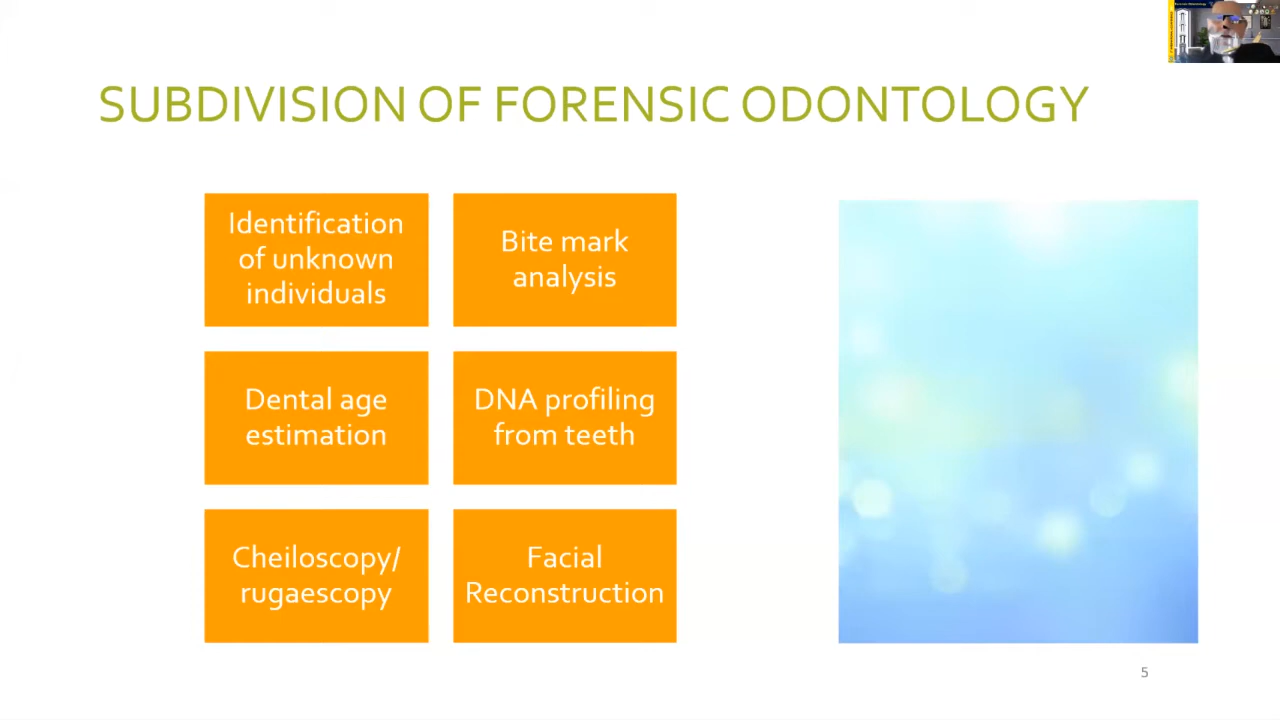 SUBDIVISION OF FORENSIC ODONTOLOGY
Identification
of unknown
individuals
Bite mark
analysis
Dental age
estimation
DNA profiling
from teeth
Cheiloscopy/
rugaescopy
Facial
Reconstruction
5